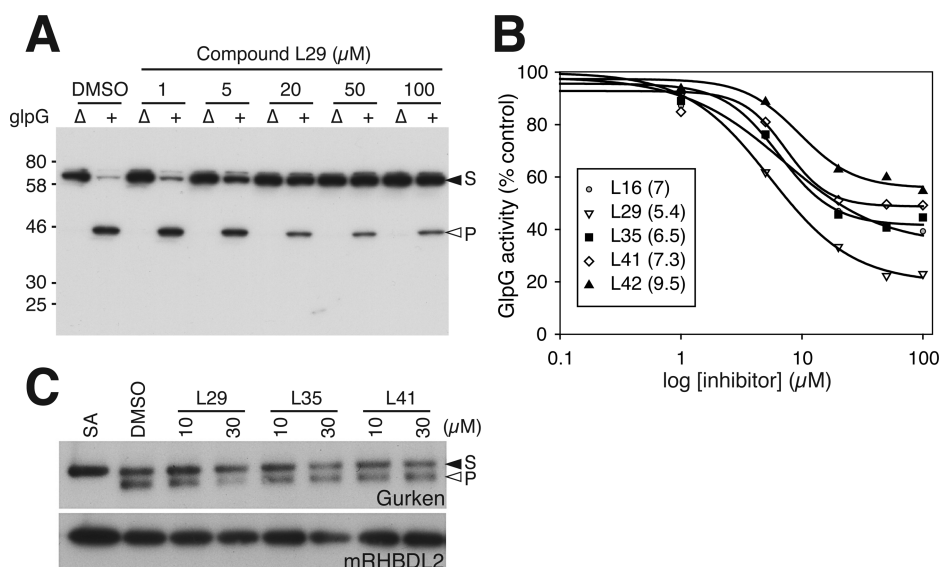 A
Compound L29 (µM)
DMSO 1 5 20 50 100
glpG Δ + Δ + Δ + Δ + Δ + Δ +
80
58
46
30
25
S
P
B
GlpG activity (% control)
100
80
60
40
20
0
L16 (7)
L29 (5.4)
L35 (6.5)
L41 (7.3)
L42 (9.5)
0.1 1 10 100
log [inhibitor] (µM)
C
SA DMSO L29 L35 L41
10 30 10 30 10 30 (µM)
S
P
Gurken
mRHBDL2